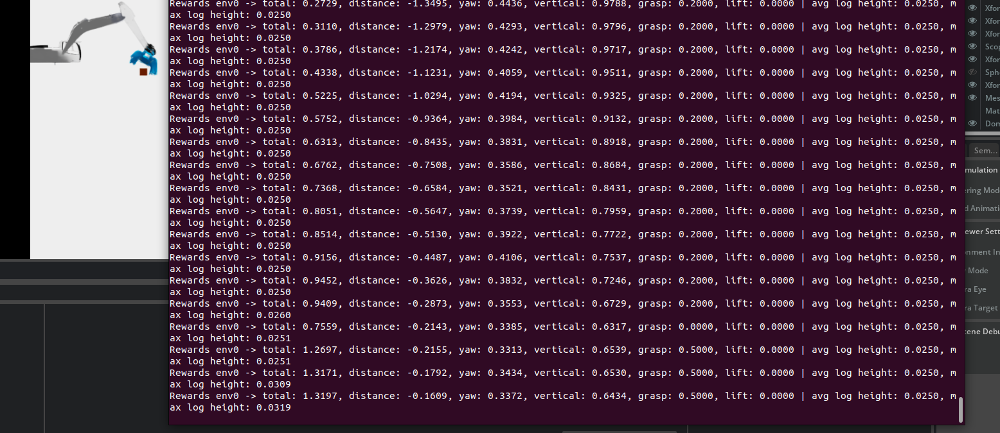 Rewards env0 -> total: 0.2729, distance: -1.3495, yaw: 0.4436, vertical: 0.9788, grasp: 0.2000, lift: 0.0000 | avg log height: 0.0250, m
ax log height: 0.0250
Rewards env0 -> total: 0.3110, distance: -1.2979, yaw: 0.4293, vertical: 0.9796, grasp: 0.2000, lift: 0.0000 | avg log height: 0.0250, m
ax log height: 0.0250
Rewards env0 -> total: 0.3786, distance: -1.2174, yaw: 0.4242, vertical: 0.9717, grasp: 0.2000, lift: 0.0000 | avg log height: 0.0250, m
ax log height: 0.0250
Rewards env0 -> total: 0.4338, distance: -1.1231, yaw: 0.4059, vertical: 0.9511, grasp: 0.2000, lift: 0.0000 | avg log height: 0.0250, m
ax log height: 0.0250
Rewards env0 -> total: 0.5225, distance: -1.0294, yaw: 0.4194, vertical: 0.9325, grasp: 0.2000, lift: 0.0000 | avg log height: 0.0250, m
ax log height: 0.0250
Rewards env0 -> total: 0.5752, distance: -0.9364, yaw: 0.3984, vertical: 0.9132, grasp: 0.2000, lift: 0.0000 | avg log height: 0.0250, m
ax log height: 0.0250
Rewards env0 -> total: 0.6313, distance: -0.8435, yaw: 0.3831, vertical: 0.8918, grasp: 0.2000, lift: 0.0000 | avg log height: 0.0250, m
ax log height: 0.0250
Rewards env0 -> total: 0.6762, distance: -0.7508, yaw: 0.3586, vertical: 0.8684, grasp: 0.2000, lift: 0.0000 | avg log height: 0.0250, m
ax log height: 0.0250
Rewards env0 -> total: 0.7368, distance: -0.6584, yaw: 0.3521, vertical: 0.8431, grasp: 0.2000, lift: 0.0000 | avg log height: 0.0250, m
ax log height: 0.0250
Rewards env0 -> total: 0.8051, distance: -0.5647, yaw: 0.3739, vertical: 0.7959, grasp: 0.2000, lift: 0.0000 | avg log height: 0.0250, m
ax log height: 0.0250
Rewards env0 -> total: 0.8514, distance: -0.5130, yaw: 0.3922, vertical: 0.7722, grasp: 0.2000, lift: 0.0000 | avg log height: 0.0250, m
ax log height: 0.0250
Rewards env0 -> total: 0.9156, distance: -0.4487, yaw: 0.4106, vertical: 0.7537, grasp: 0.2000, lift: 0.0000 | avg log height: 0.0250, m
ax log height: 0.0250
Rewards env0 -> total: 0.9452, distance: -0.3626, yaw: 0.3832, vertical: 0.7246, grasp: 0.2000, lift: 0.0000 | avg log height: 0.0250, m
ax log height: 0.0250
Rewards env0 -> total: 0.9409, distance: -0.2873, yaw: 0.3553, vertical: 0.6729, grasp: 0.2000, lift: 0.0000 | avg log height: 0.0250, m
ax log height: 0.0260
Rewards env0 -> total: 0.7559, distance: -0.2143, yaw: 0.3385, vertical: 0.6317, grasp: 0.0000, lift: 0.0000 | avg log height: 0.0250, m
ax log height: 0.0251
Rewards env0 -> total: 1.2697, distance: -0.2155, yaw: 0.3313, vertical: 0.6539, grasp: 0.5000, lift: 0.0000 | avg log height: 0.0250, m
ax log height: 0.0251
Rewards env0 -> total: 1.3171, distance: -0.1792, yaw: 0.3434, vertical: 0.6530, grasp: 0.5000, lift: 0.0000 | avg log height: 0.0250, m
ax log height: 0.0309
Rewards env0 -> total: 1.3197, distance: -0.1609, yaw: 0.3372, vertical: 0.6434, grasp: 0.5000, lift: 0.0000 | avg log height: 0.0250, m
ax log height: 0.0319
Xfor
Xfor
Xfor
Scop
Xfor
Sph
Xfor
Mes
Mat
Dom
Sem...
mulation
ering Mod
d Animati
ewer Sett
onment In
Mode
ra Eye
ra Target
cene Debu